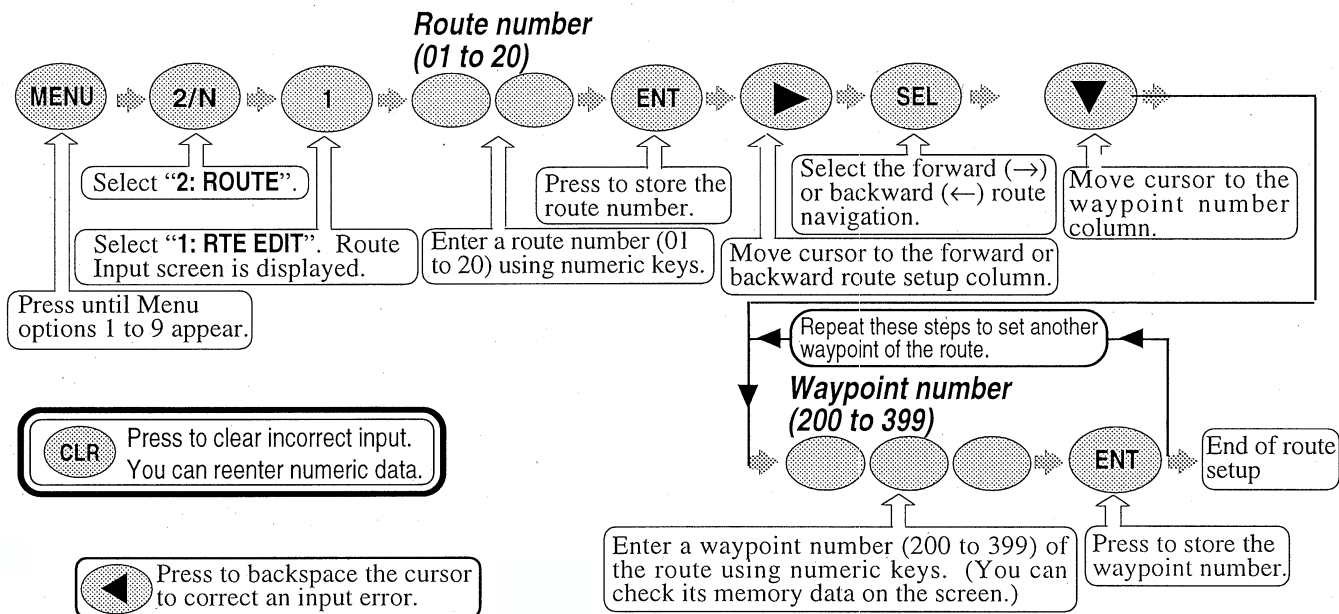 Route number
(01 to 20)
MENU
2/N
1
ENT
▶
SEL
▼
Select “2: ROUTE”.
Select “1: RTE EDIT”. Route
Input screen is displayed.
Press until Menu
options 1 to 9 appear.
Enter a route number (01
to 20) using numeric keys.
Press to store the
route number.
Move cursor to the forward or
backward route setup column.
Select the forward (→)
or backward (←) route
navigation.
Move cursor to the
waypoint number
column.
Repeat these steps to set another
waypoint of the route.
Waypoint number
(200 to 399)
ENT
End of route
setup
Enter a waypoint number (200 to 399) of
the route using numeric keys. (You can
check its memory data on the screen.)
Press to store the
waypoint number.
CLR
Press to clear incorrect input.
You can reenter numeric data.
◀
Press to backspace the cursor
to correct an input error.